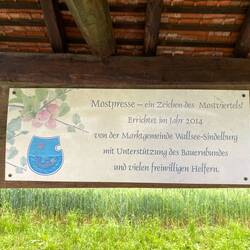 Mostpresse – ein Zeichen des Mostviertels!
Errichtet im Jahr 2014
von der Marktgemeinde Wallsee-Sindelburg
mit Unterstützung des Bauernbundes
und vielen freiwilligen Helfern.